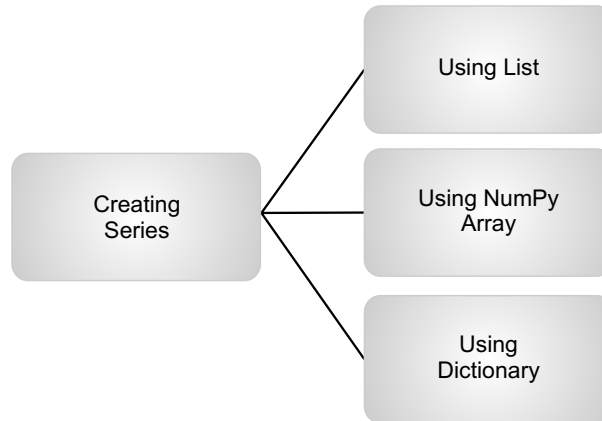 Creating
Series
Using List
Using NumPy
Array
Using
Dictionary